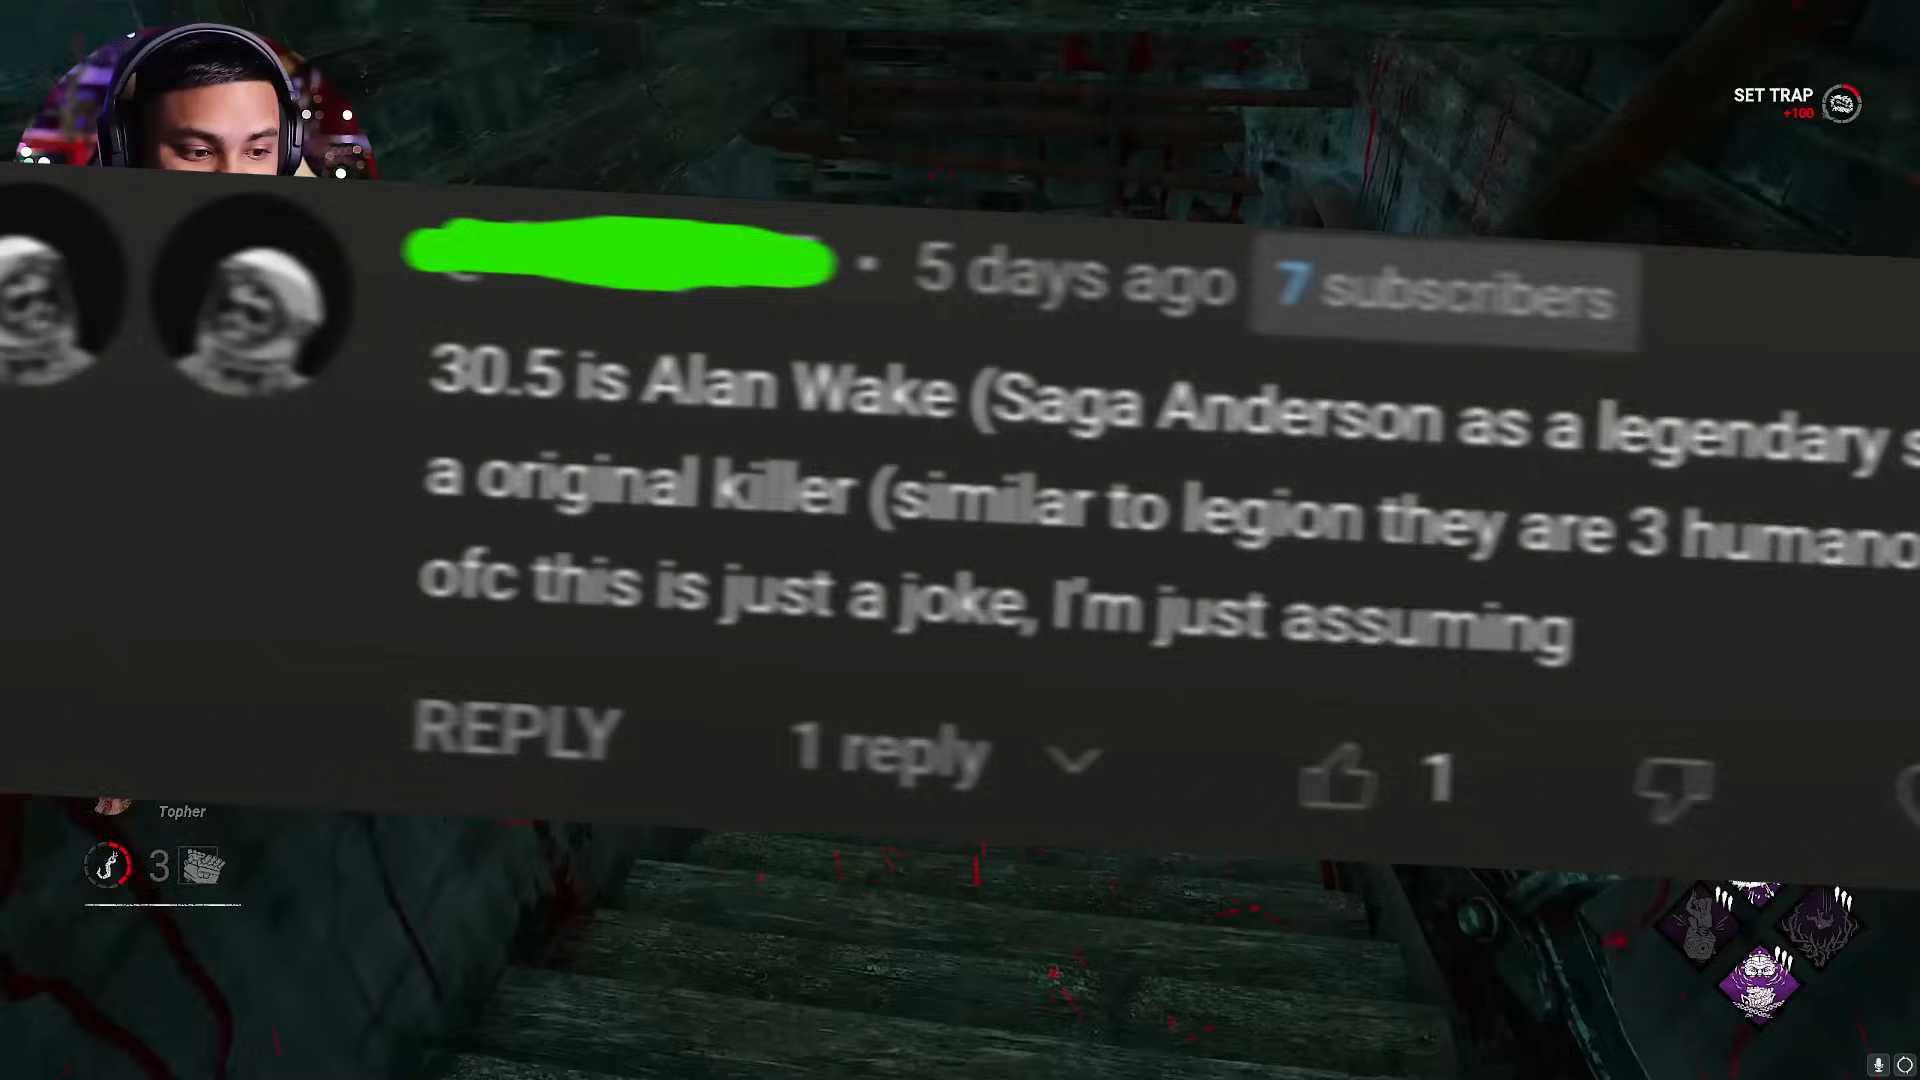 SET TRAP
+100
• 5 days ago 7 subscribers
30.5 is Alan Wake (Saga Anderson as a legendary s
a original killer (similar to legion they are 3 humano
ofc this is just a joke, I'm just assuming
REPLY 1 reply 1
Topher
3